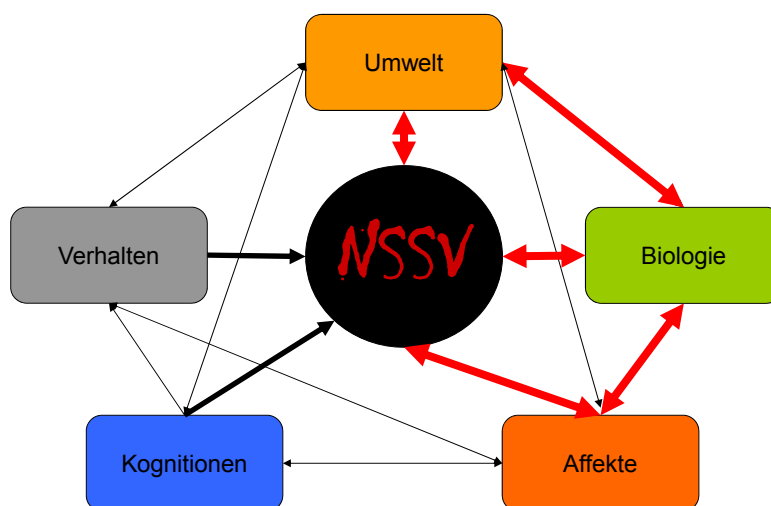 Umwelt
Verhalten
NSSV
Biologie
Kognitionen
Affekte